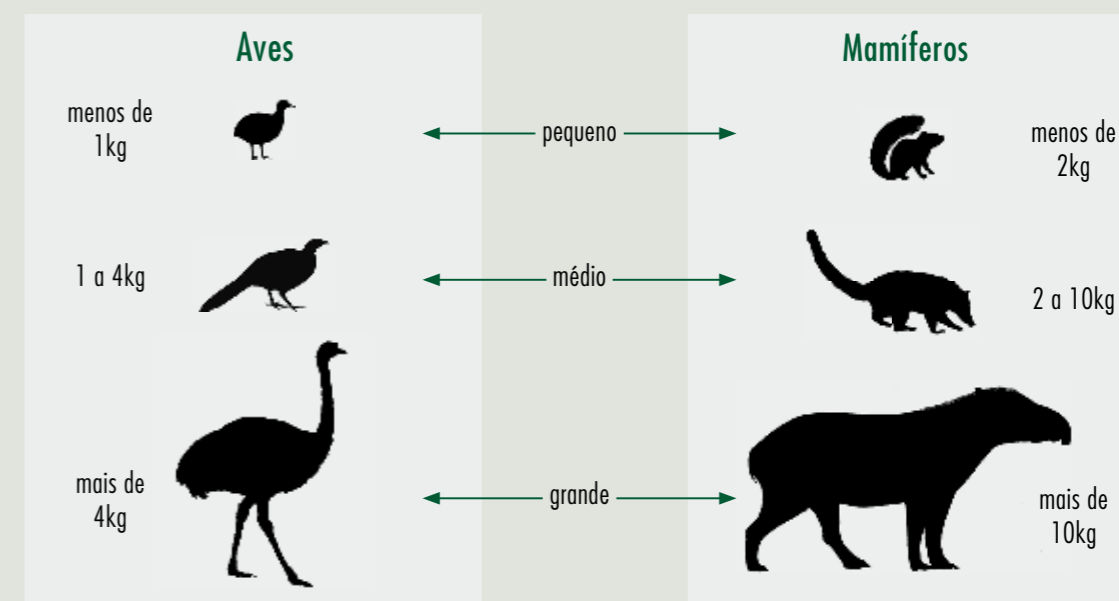 Aves
Mamíferos
menos de
1kg
pequeno
menos de
2kg
1 a 4kg
médio
2 a 10kg
mais de
4kg
grande
mais de
10kg